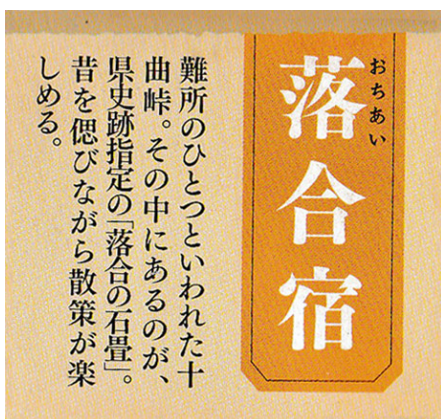 落合宿
おちあい
難所のひとつといわれた十
曲峠。その中にあるのが、
県史跡指定の「落合の石畳」。
昔を偲びながら散策が楽
しめる。